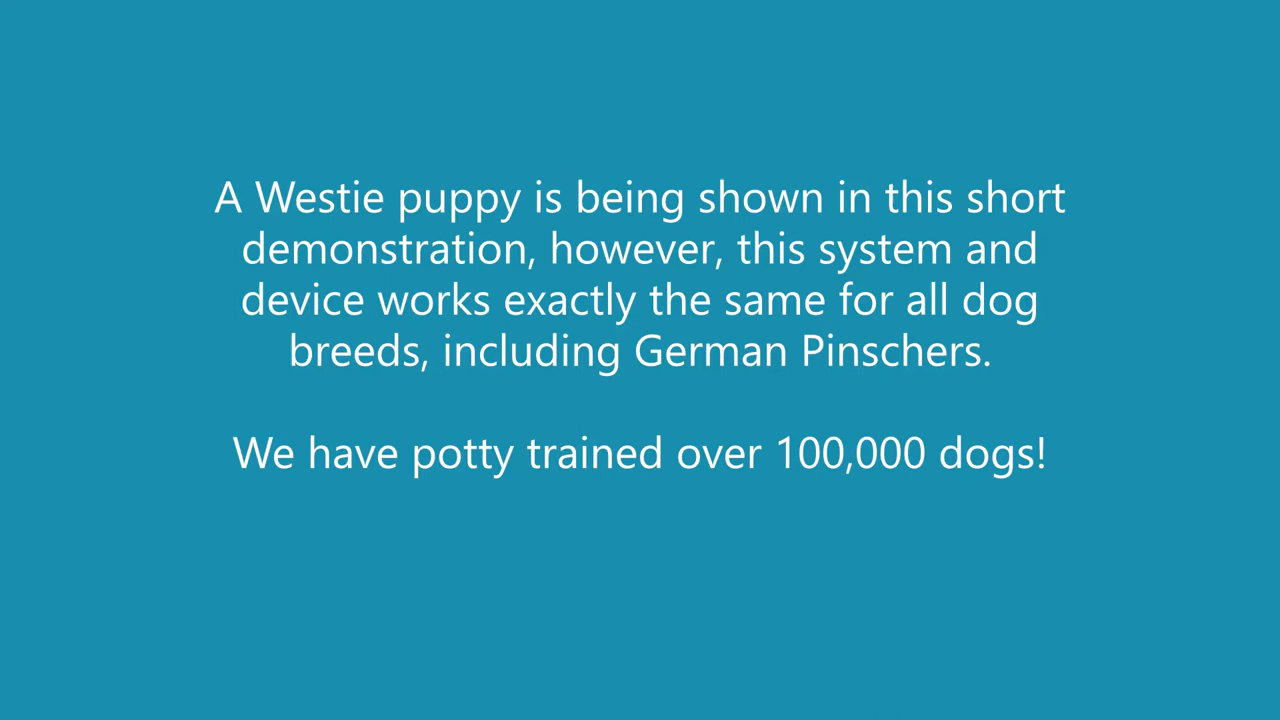 A Westie puppy is being shown in this short
demonstration, however, this system and
device works exactly the same for all dog
breeds, including German Pinschers.
We have potty trained over 100,000 dogs!